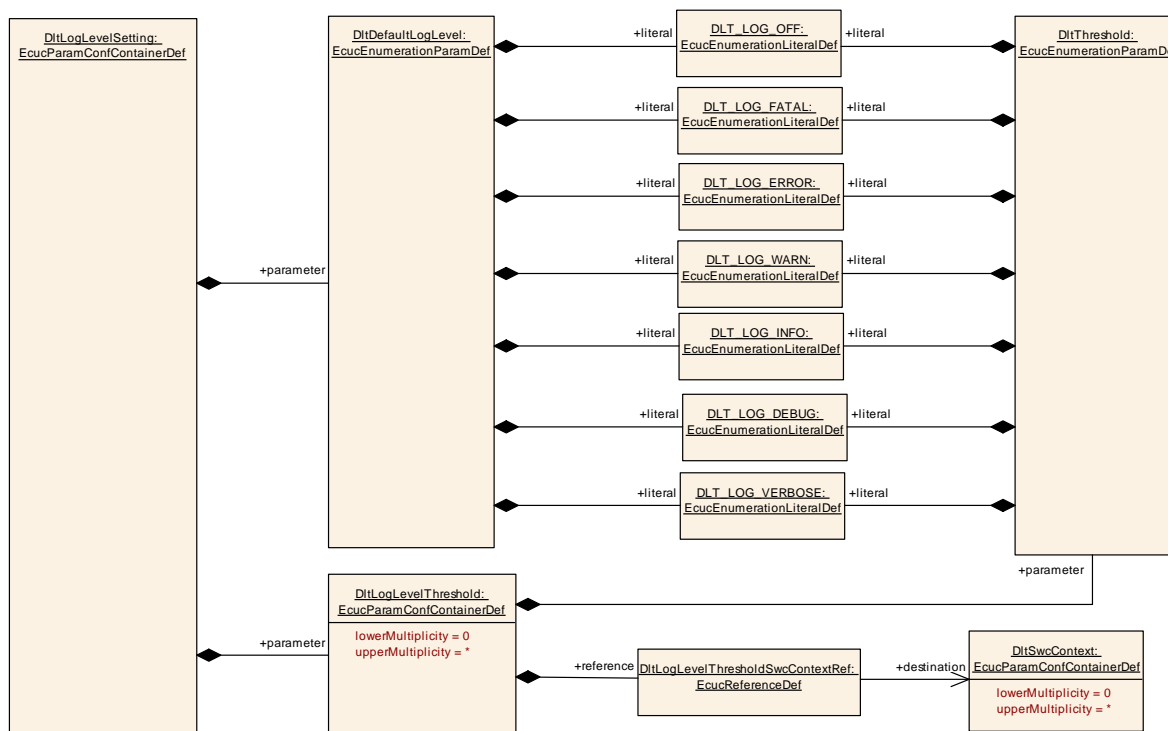 DltLogLevelSetting:
EcucParamConfContainerDef
DltDefaultLogLevel:
EcucEnumerationParamDef
+literal
DLT_LOG_OFF:
EcucEnumerationLiteralDef
+literal
DltThreshold:
EcucEnumerationParamDe
+literal
DLT_LOG_FATAL:
EcucEnumerationLiteralDef
+literal
+literal
DLT_LOG_ERROR:
EcucEnumerationLiteralDef
+literal
+literal
DLT_LOG_WARN:
EcucEnumerationLiteralDef
+literal
+parameter
+literal
DLT_LOG_INFO:
EcucEnumerationLiteralDef
+literal
+literal
DLT_LOG_DEBUG:
EcucEnumerationLiteralDef
+literal
+literal
DLT_LOG_VERBOSE:
EcucEnumerationLiteralDef
+literal
+parameter
DltLogLevelThreshold:
EcucParamConfContainerDef
lowerMultiplicity = 0
upperMultiplicity = *
+parameter
+reference
DltLogLevelThresholdSwcContextRef:
EcucReferenceDef
+destination
DltSwcContext:
EcucParamConfContainerDef
lowerMultiplicity = 0
upperMultiplicity = *